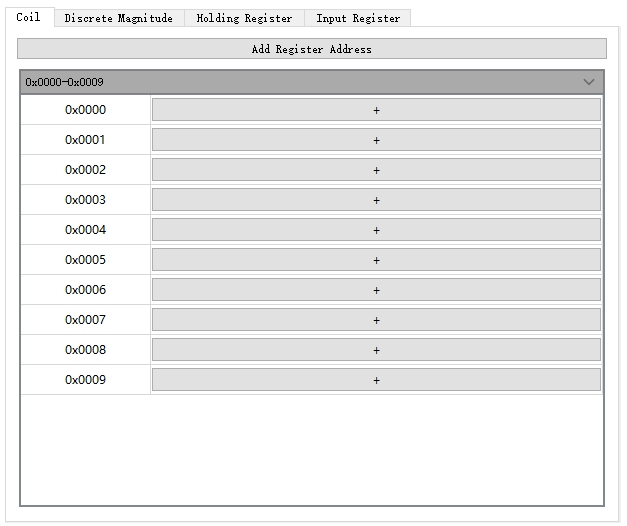 Coil Discrete Magnitude Holding Register Input Register
Add Register Address
0x0000-0x0009
0x0000 +
0x0001 +
0x0002 +
0x0003 +
0x0004 +
0x0005 +
0x0006 +
0x0007 +
0x0008 +
0x0009 +